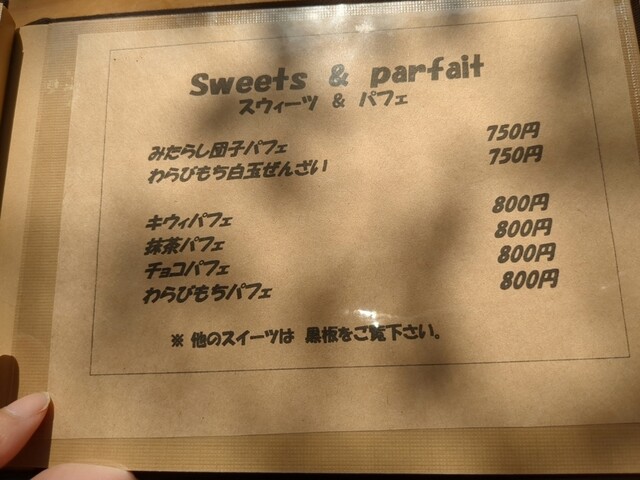 Sweets & parfait
スウィーツ & パフェ
みたらし団子パフェ 750円
わらびもち白玉ぜんざい 750円
キウィパフェ 800円
抹茶パフェ 800円
チョコパフェ 800円
わらびもちパフェ 800円
※ 他のスイーツは 黒板をご覧下さい。